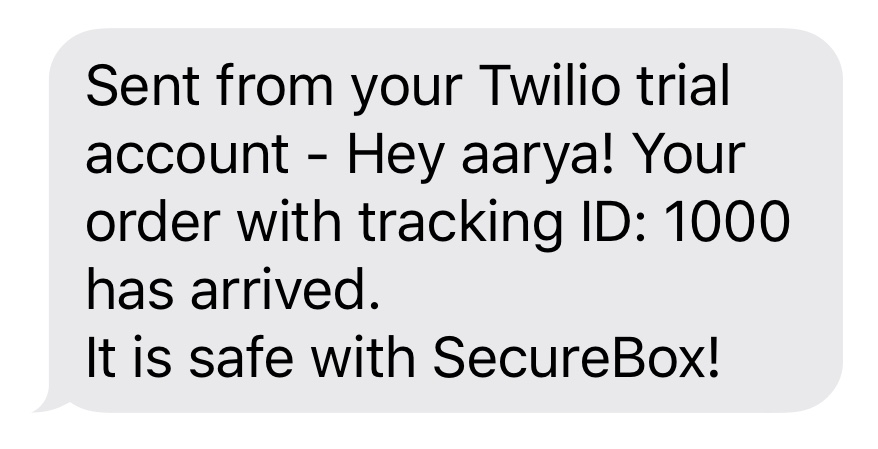 Sent from your Twilio trial
account - Hey aarya! Your
order with tracking ID: 1000
has arrived.
It is safe with SecureBox!